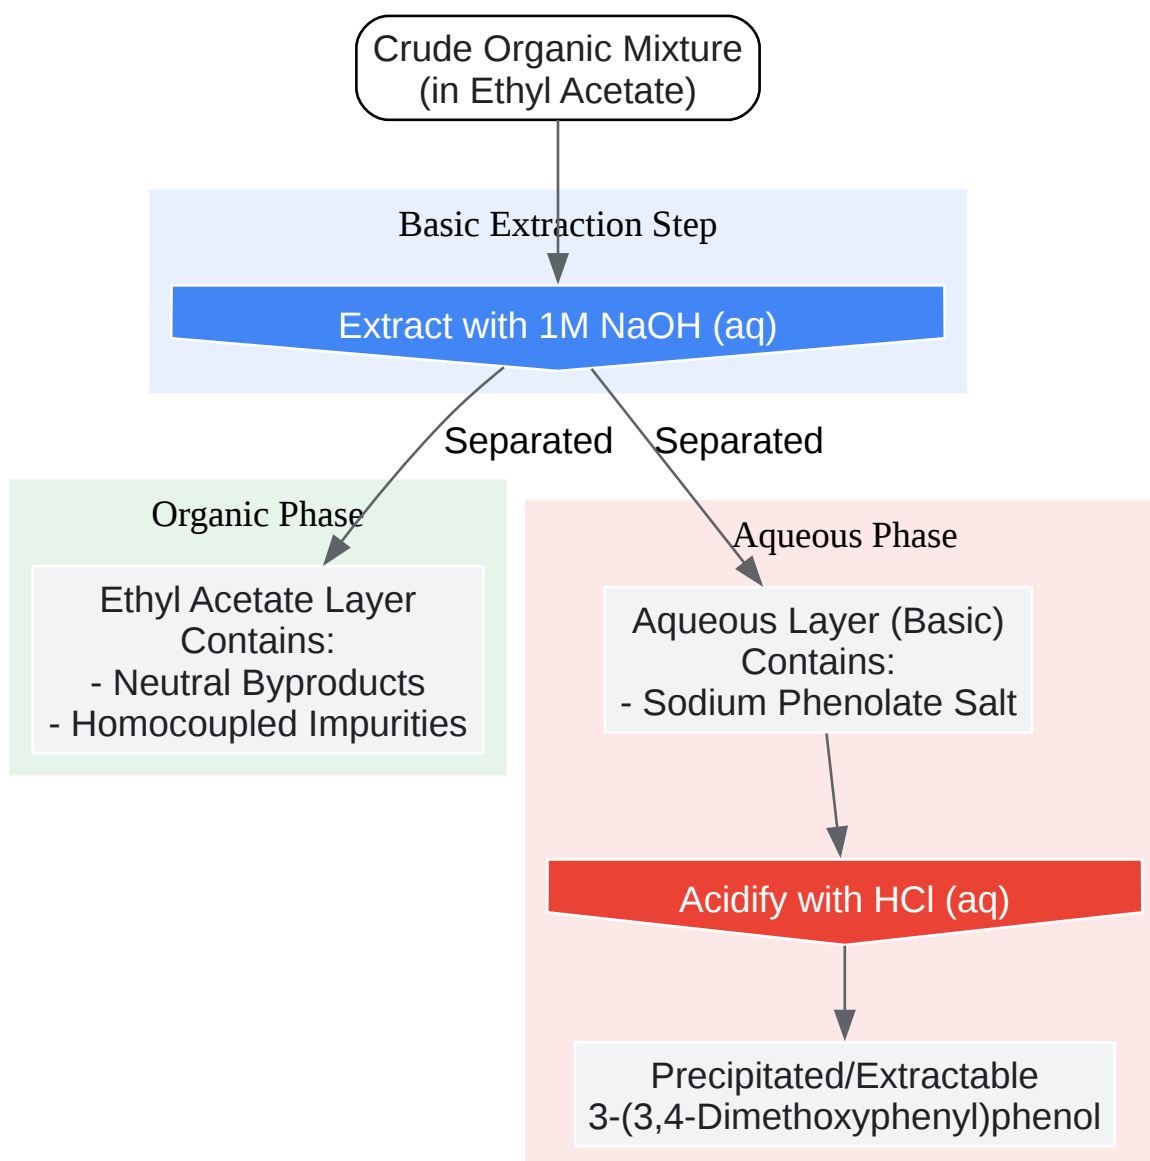 Crude Organic Mixture
(in Ethyl Acetate)
Basic Extraction Step
Extract with 1M NaOH (aq)
Separated
Separated
Organic Phase
Ethyl Acetate Layer
Contains:
- Neutral Byproducts
- Homocoupled Impurities
Aqueous Phase
Aqueous Layer (Basic)
Contains:
- Sodium Phenolate Salt
Acidify with HCl (aq)
Precipitated/Extractable
3-(3,4-Dimethoxyphenyl)phenol